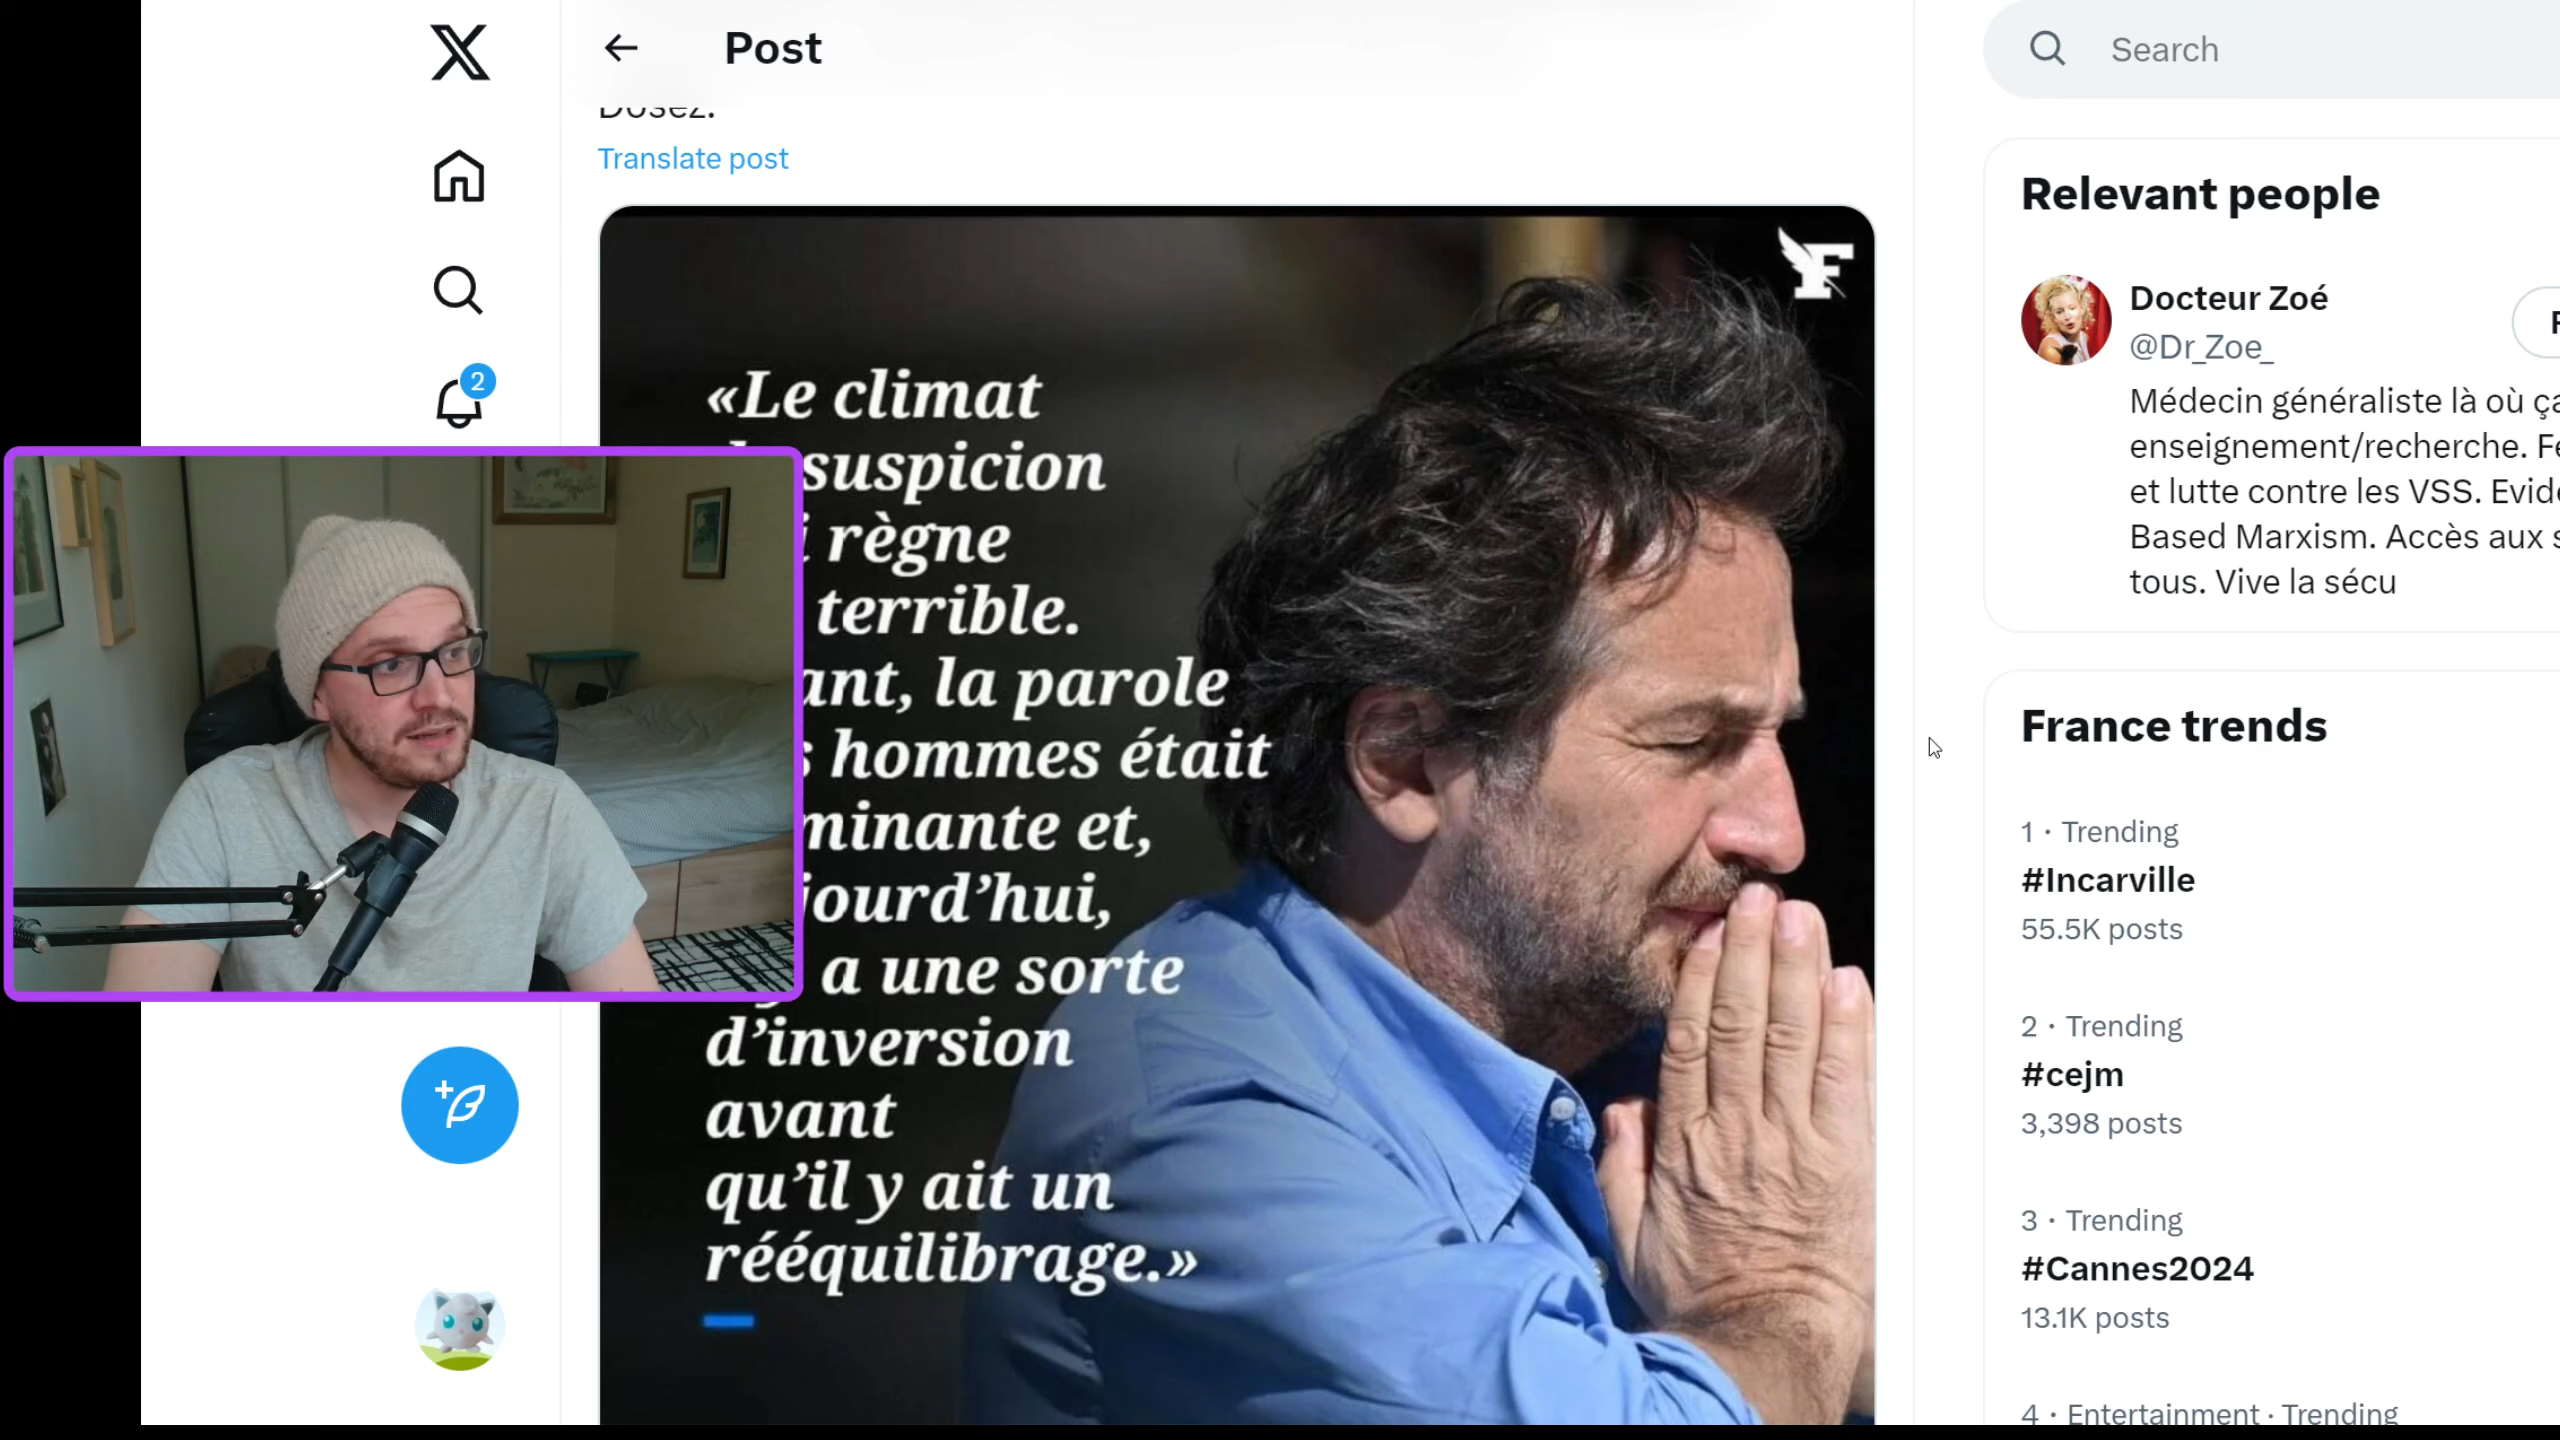 Post
Search
Dosez.
Translate post
2
F
«Le climat
suspicion
i règne
terrible.
ant, la parole
s hommes était
minante et,
jourd’hui,
a une sorte
d’inversion
avant
qu’il y ait un
rééquilibrage.»
Relevant people
Docteur Zoé
@Dr_Zoe_
Médecin généraliste là où ça
enseignement/recherche. Fe
et lutte contre les VSS. Evide
Based Marxism. Accès aux s
tous. Vive la sécu
France trends
1 · Trending
#Incarville
55.5K posts
2 · Trending
#cejm
3,398 posts
3 · Trending
#Cannes2024
13.1K posts
4 · Entertainment · Trending